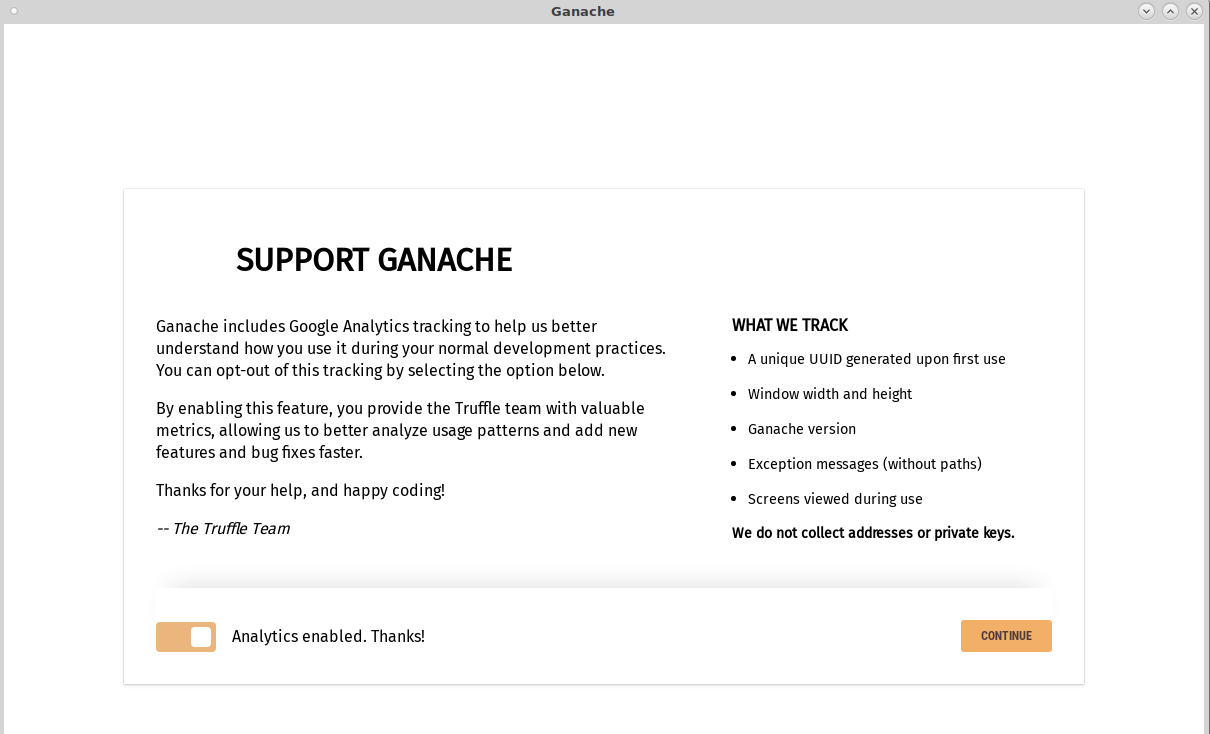 Ganache
SUPPORT GANACHE
Ganache includes Google Analytics tracking to help us better
understand how you use it during your normal development practices.
You can opt-out of this tracking by selecting the option below.
By enabling this feature, you provide the Truffle team with valuable
metrics, allowing us to better analyze usage patterns and add new
features and bug fixes faster.
Thanks for your help, and happy coding!
-- The Truffle Team
WHAT WE TRACK
• A unique UUID generated upon first use
• Window width and height
• Ganache version
• Exception messages (without paths)
• Screens viewed during use
We do not collect addresses or private keys.
Analytics enabled. Thanks!
CONTINUE